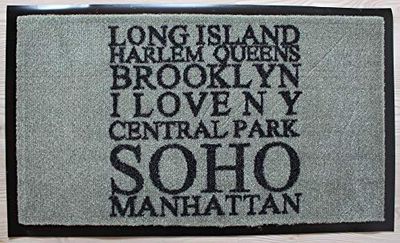 LONG ISLAND
HARLEM QUEENS
BROOKLYN
I LOVE N Y
CENTRAL PARK
SOHO
MANHATTAN